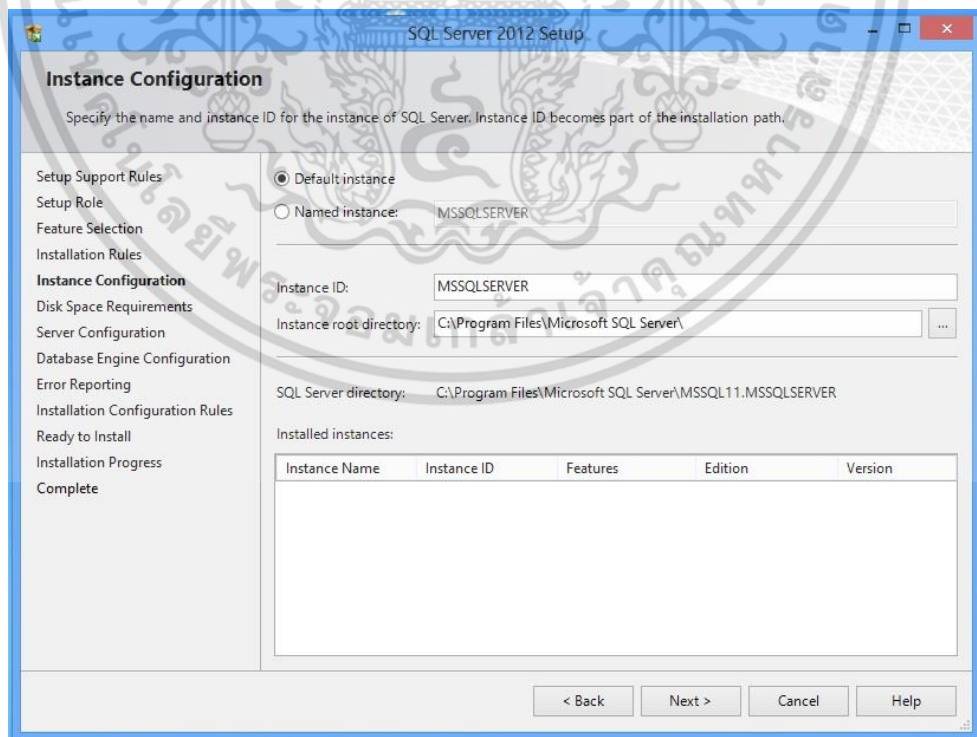 SQL Server 2012 Setup
Instance Configuration
Specify the name and instance ID for the instance of SQL Server. Instance ID becomes part of the installation path.
Setup Support Rules
Setup Role
Feature Selection
Installation Rules
Instance Configuration
Disk Space Requirements
Server Configuration
Database Engine Configuration
Error Reporting
Installation Configuration Rules
Ready to Install
Installation Progress
Complete
Default instance
Named instance: MSSQLSERVER
Instance ID: MSSQLSERVER
Instance root directory: C:\Program Files\Microsoft SQL Server\ ...
SQL Server directory: C:\Program Files\Microsoft SQL Server\MSSQL11.MSSQLSERVER
Installed instances:
Instance Name Instance ID Features Edition Version
< Back Next > Cancel Help